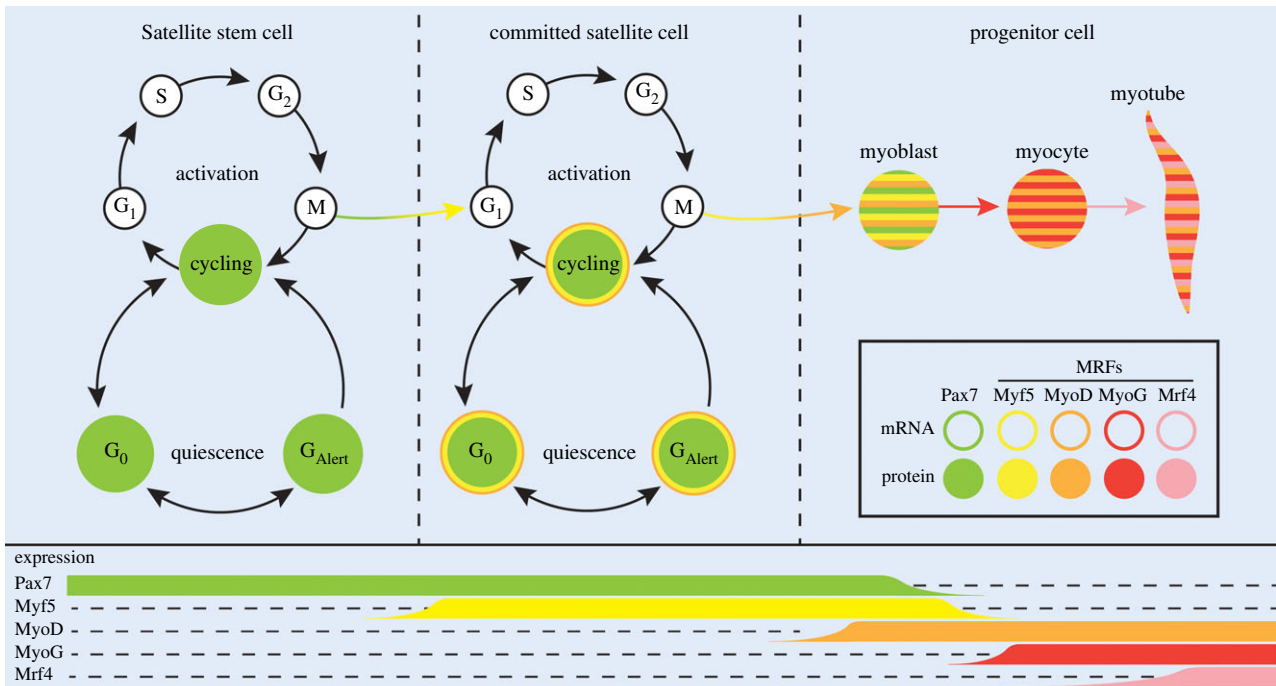 Satellite stem cell
S
G2
activation
G1
M
cycling
G0
quiescence
GAlert
committed satellite cell
S
G2
activation
G1
M
cycling
G0
quiescence
GAlert
progenitor cell
myotube
myoblast
myocyte
MRFs
Pax7 Myf5 MyoD MyoG Mrf4
mRNA
protein
expression
Pax7
Myf5
MyoD
MyoG
Mrf4